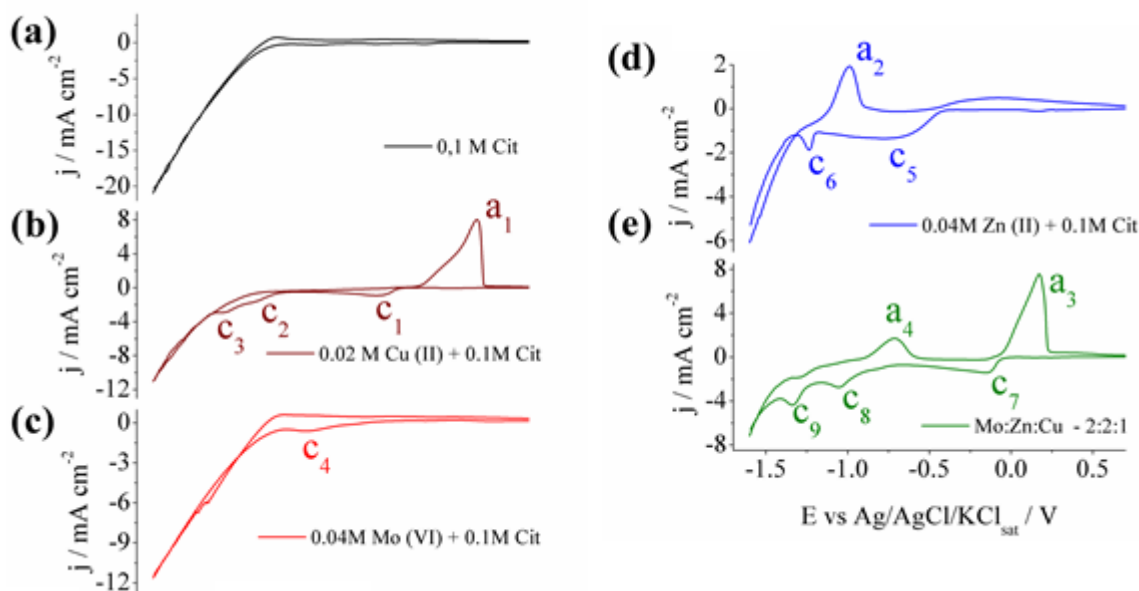 (a)
0
-5
-10
-15
-20
j / mA cm⁻²
0,1 M Cit
(b)
8
4
0
-4
-8
-12
j / mA cm⁻²
a₁
c₃
c₂
c₁
0.02 M Cu (II) + 0.1M Cit
(c)
0
-3
-6
-9
-12
j / mA cm⁻²
c₄
0.04M Mo (VI) + 0.1M Cit
(d)
2
0
-2
-4
-6
j / mA cm⁻²
a₂
c₆
c₅
0.04M Zn (II) + 0.1M Cit
(e)
8
4
0
-4
-8
j / mA cm⁻²
a₃
a₄
c₉
c₈
c₇
Mo:Zn:Cu - 2:2:1
-1.5 -1.0 -0.5 0.0 0.5
E vs Ag/AgCl/KCl_sat / V